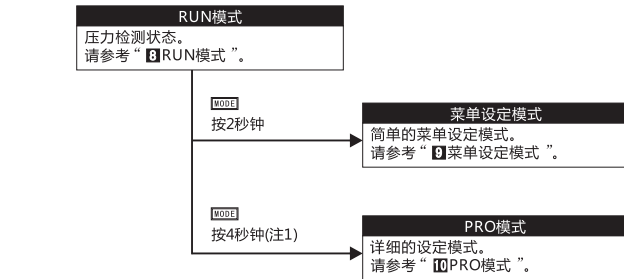 RUN模式
压力检测状态。
请参考“ 8 RUN模式 ”。
MODE
按2秒钟
菜单设定模式
简单的菜单设定模式。
请参考“ 9 菜单设定模式 ”。
MODE
按4秒钟(注1)
PRO模式
详细的设定模式。
请参考“ 10 PRO模式 ”。